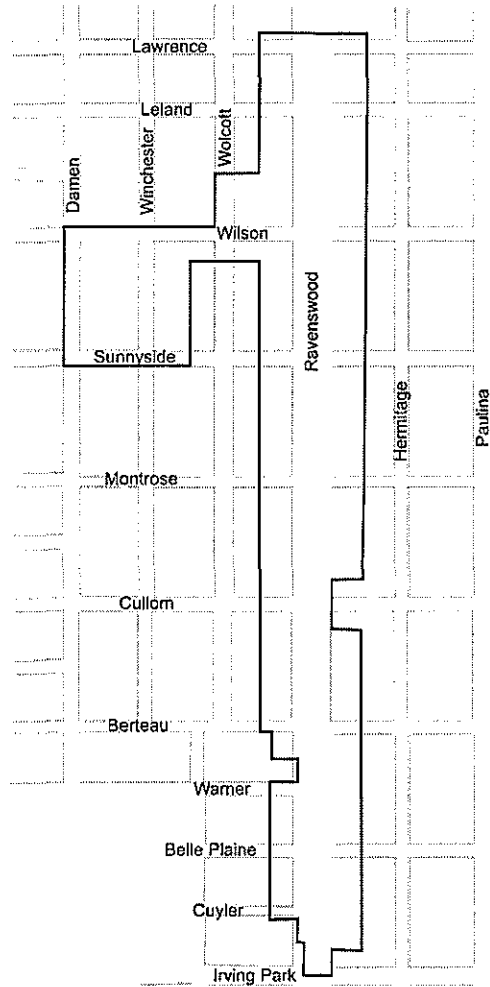 Lawrence
Leland
Damen
Winchester
Wolcott
Wilson
Ravenswood
Sunnyside
Hermitage
Paulina
Montrose
Cullom
Berteau
Warner
Belle Plaine
Cuyler
Irving Park